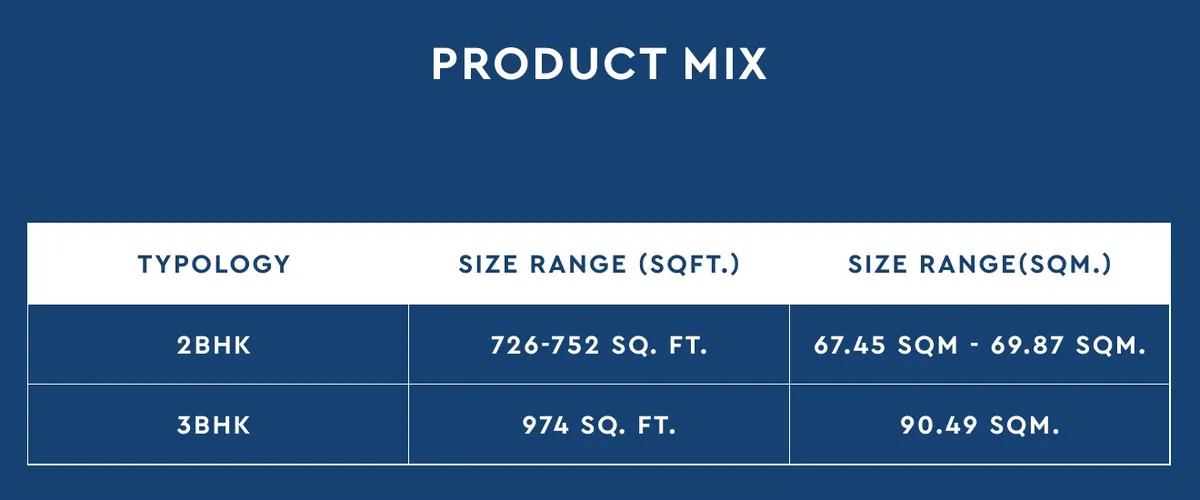 PRODUCT MIX
TYPOLOGY SIZE RANGE (SQFT.) SIZE RANGE(SQM.)
2BHK 726-752 SQ. FT. 67.45 SQM - 69.87 SQM.
3BHK 974 SQ. FT. 90.49 SQM.